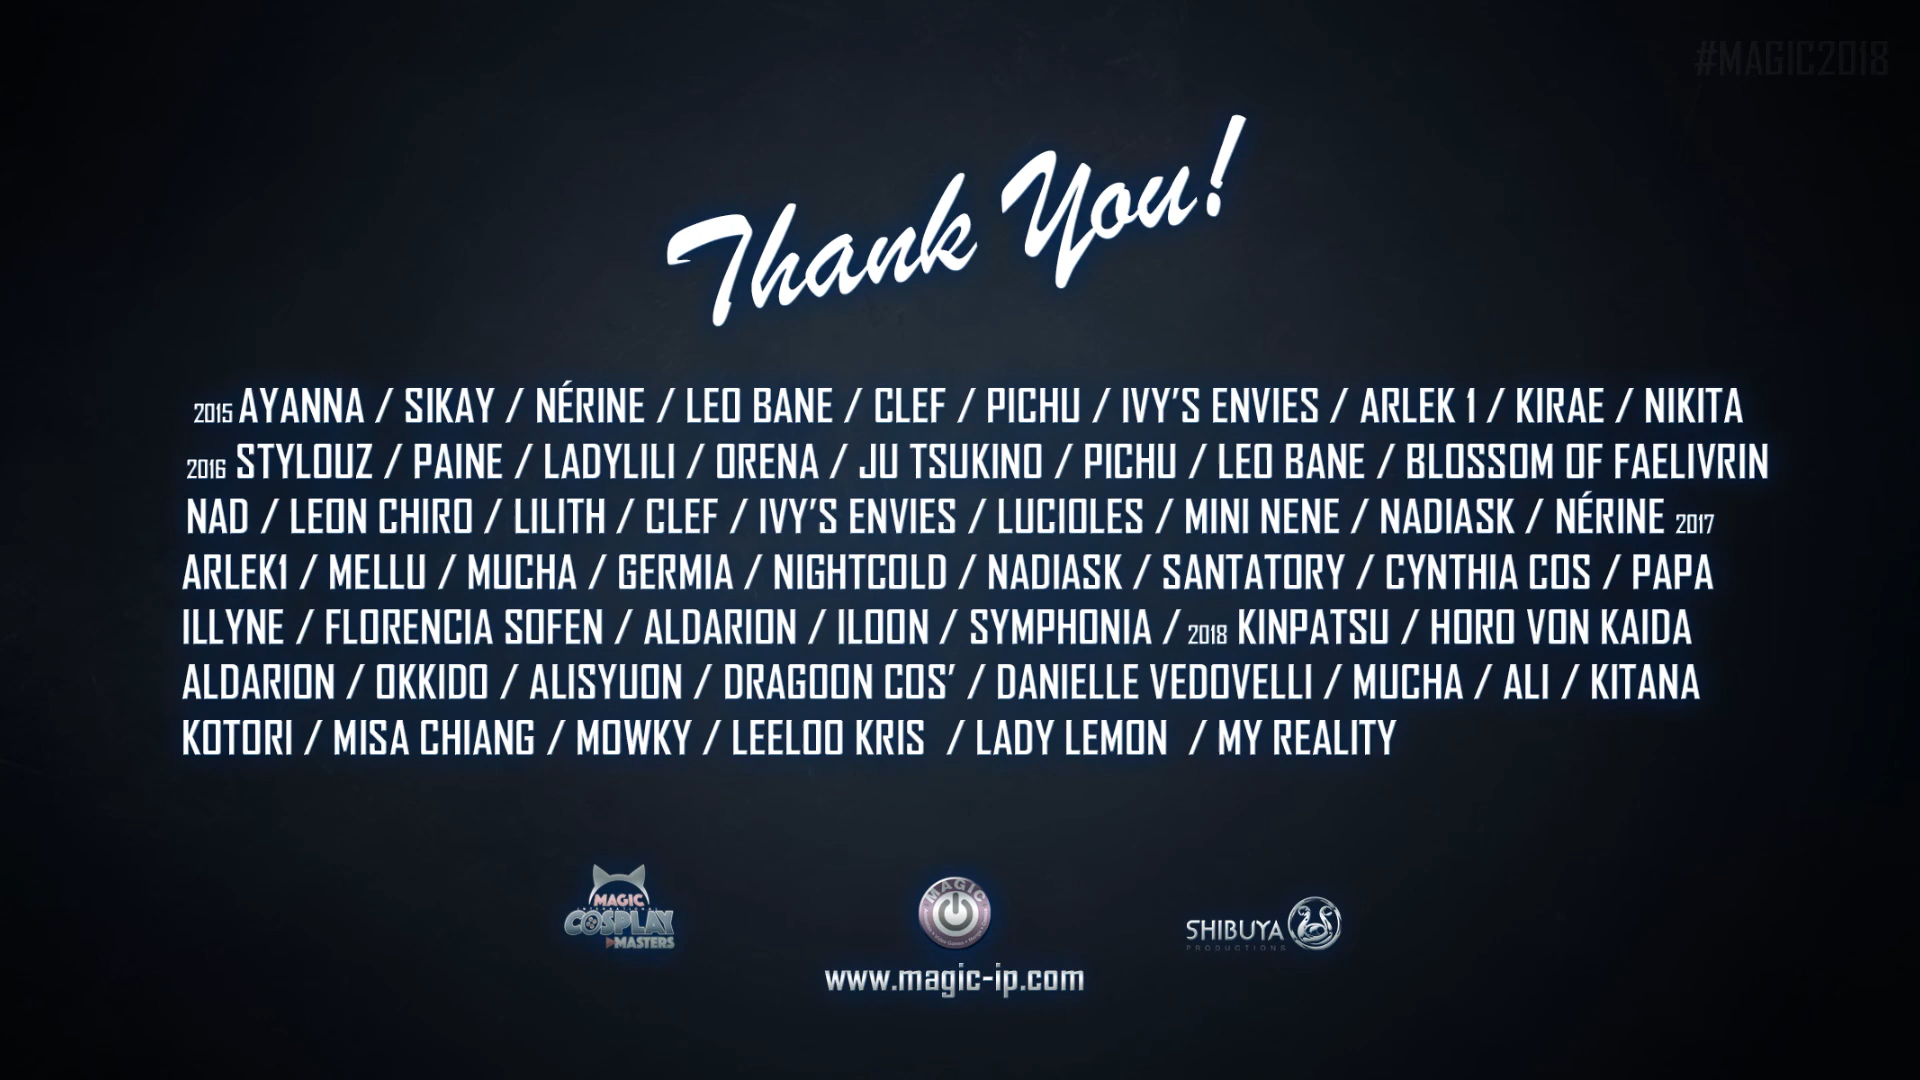 #MAGIC2018
Thank You!
2015 AYANNA / SIKAY / NÉRINE / LEO BANE / CLEF / PICHU / IVY'S ENVIES / ARLEK 1 / KIRAE / NIKITA
2016 STYLOUZ / PAINE / LADYLILI / ORENA / JU TSUKINO / PICHU / LEO BANE / BLOSSOM OF FAELIVRIN
NAD / LEON CHIRO / LILITH / CLEF / IVY'S ENVIES / LUCIOLES / MINI NENE / NADIASK / NÉRINE 2017
ARLEK1 / MELLU / MUCHA / GERMIA / NIGHTCOLD / NADIASK / SANTATORY / CYNTHIA COS / PAPA
ILLYNE / FLORENCIA SOFEN / ALDARION / ILOON / SYMPHONIA / 2018 KINPATSU / HORO VON KAIDA
ALDARION / OKKIDO / ALISYUON / DRAGOON COS' / DANIELLE VEDOVELLI / MUCHA / ALI / KITANA
KOTORI / MISA CHIANG / MOWKY / LEELOO KRIS / LADY LEMON / MY REALITY
MAGIC
INTERNATIONAL
COSPLAY
MASTERS
MAGIC
SHIBUYA
PRODUCTIONS
www.magic-ip.com